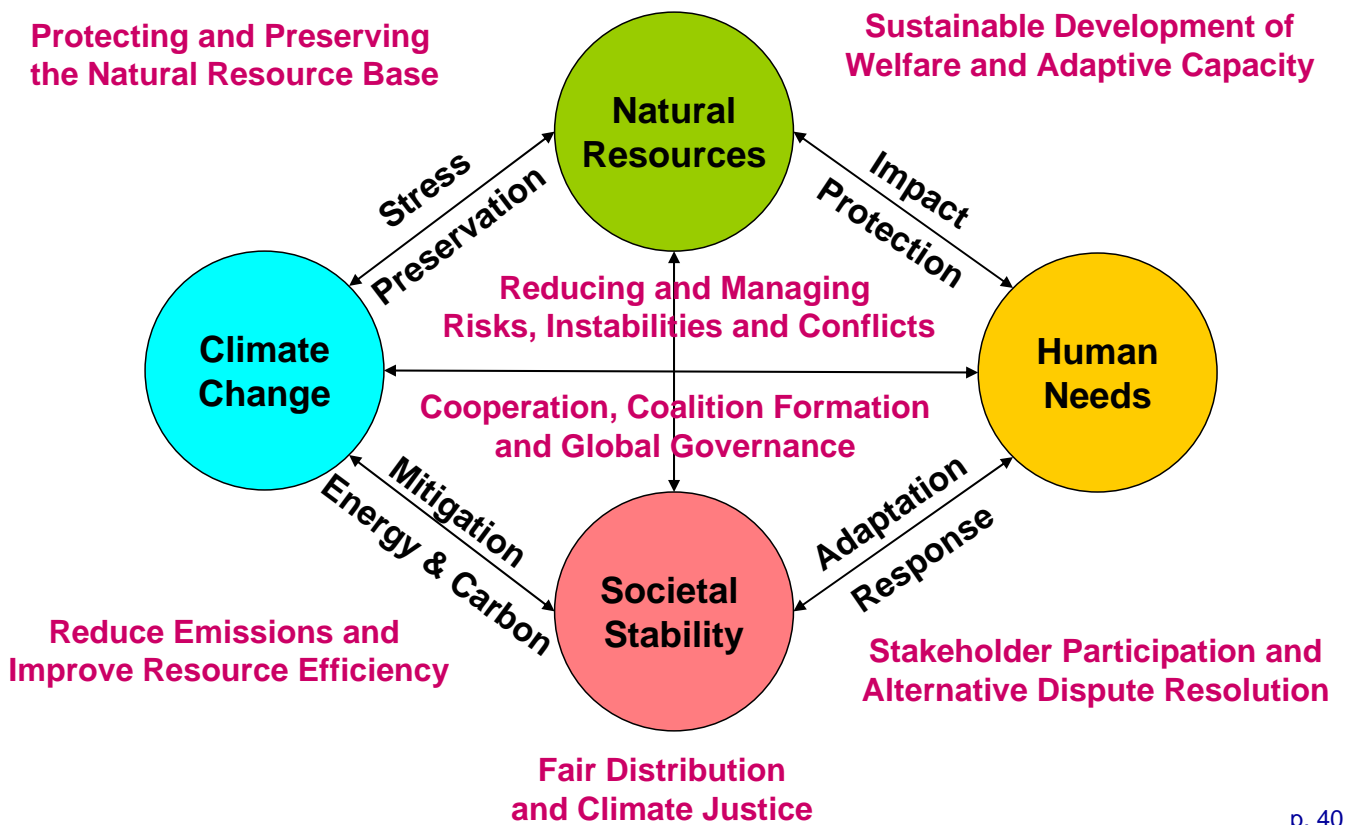 Protecting and Preserving
the Natural Resource Base
Sustainable Development of
Welfare and Adaptive Capacity
Natural
Resources
Stress
Preservation
Impact
Protection
Reducing and Managing
Risks, Instabilities and Conflicts
Climate
Change
Human
Needs
Cooperation, Coalition Formation
and Global Governance
Mitigation
Energy & Carbon
Adaptation
Response
Societal
Stability
Reduce Emissions and
Improve Resource Efficiency
Stakeholder Participation and
Alternative Dispute Resolution
Fair Distribution
and Climate Justice
p. 40